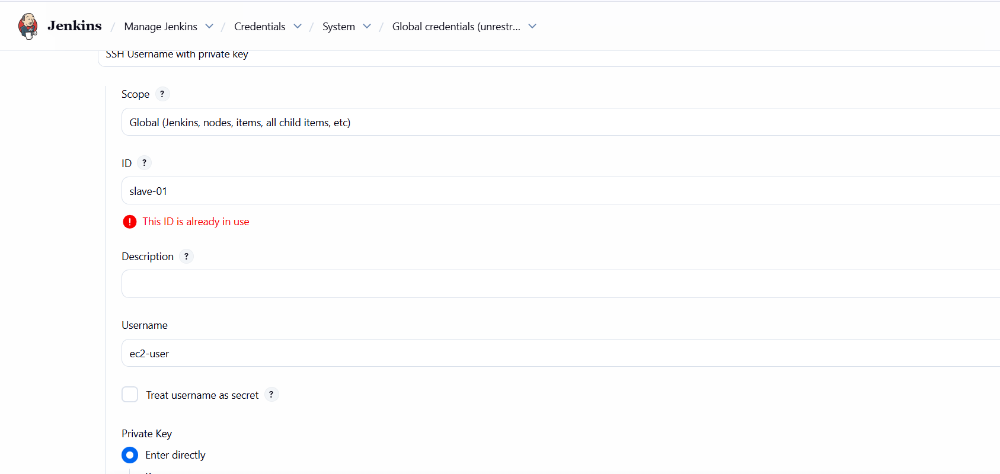 Jenkins / Manage Jenkins / Credentials / System / Global credentials (unrestr...
SSH Username with private key
Scope ?
Global (Jenkins, nodes, items, all child items, etc)
ID ?
slave-01
! This ID is already in use
Description ?
Username
ec2-user
Treat username as secret ?
Private Key
Enter directly